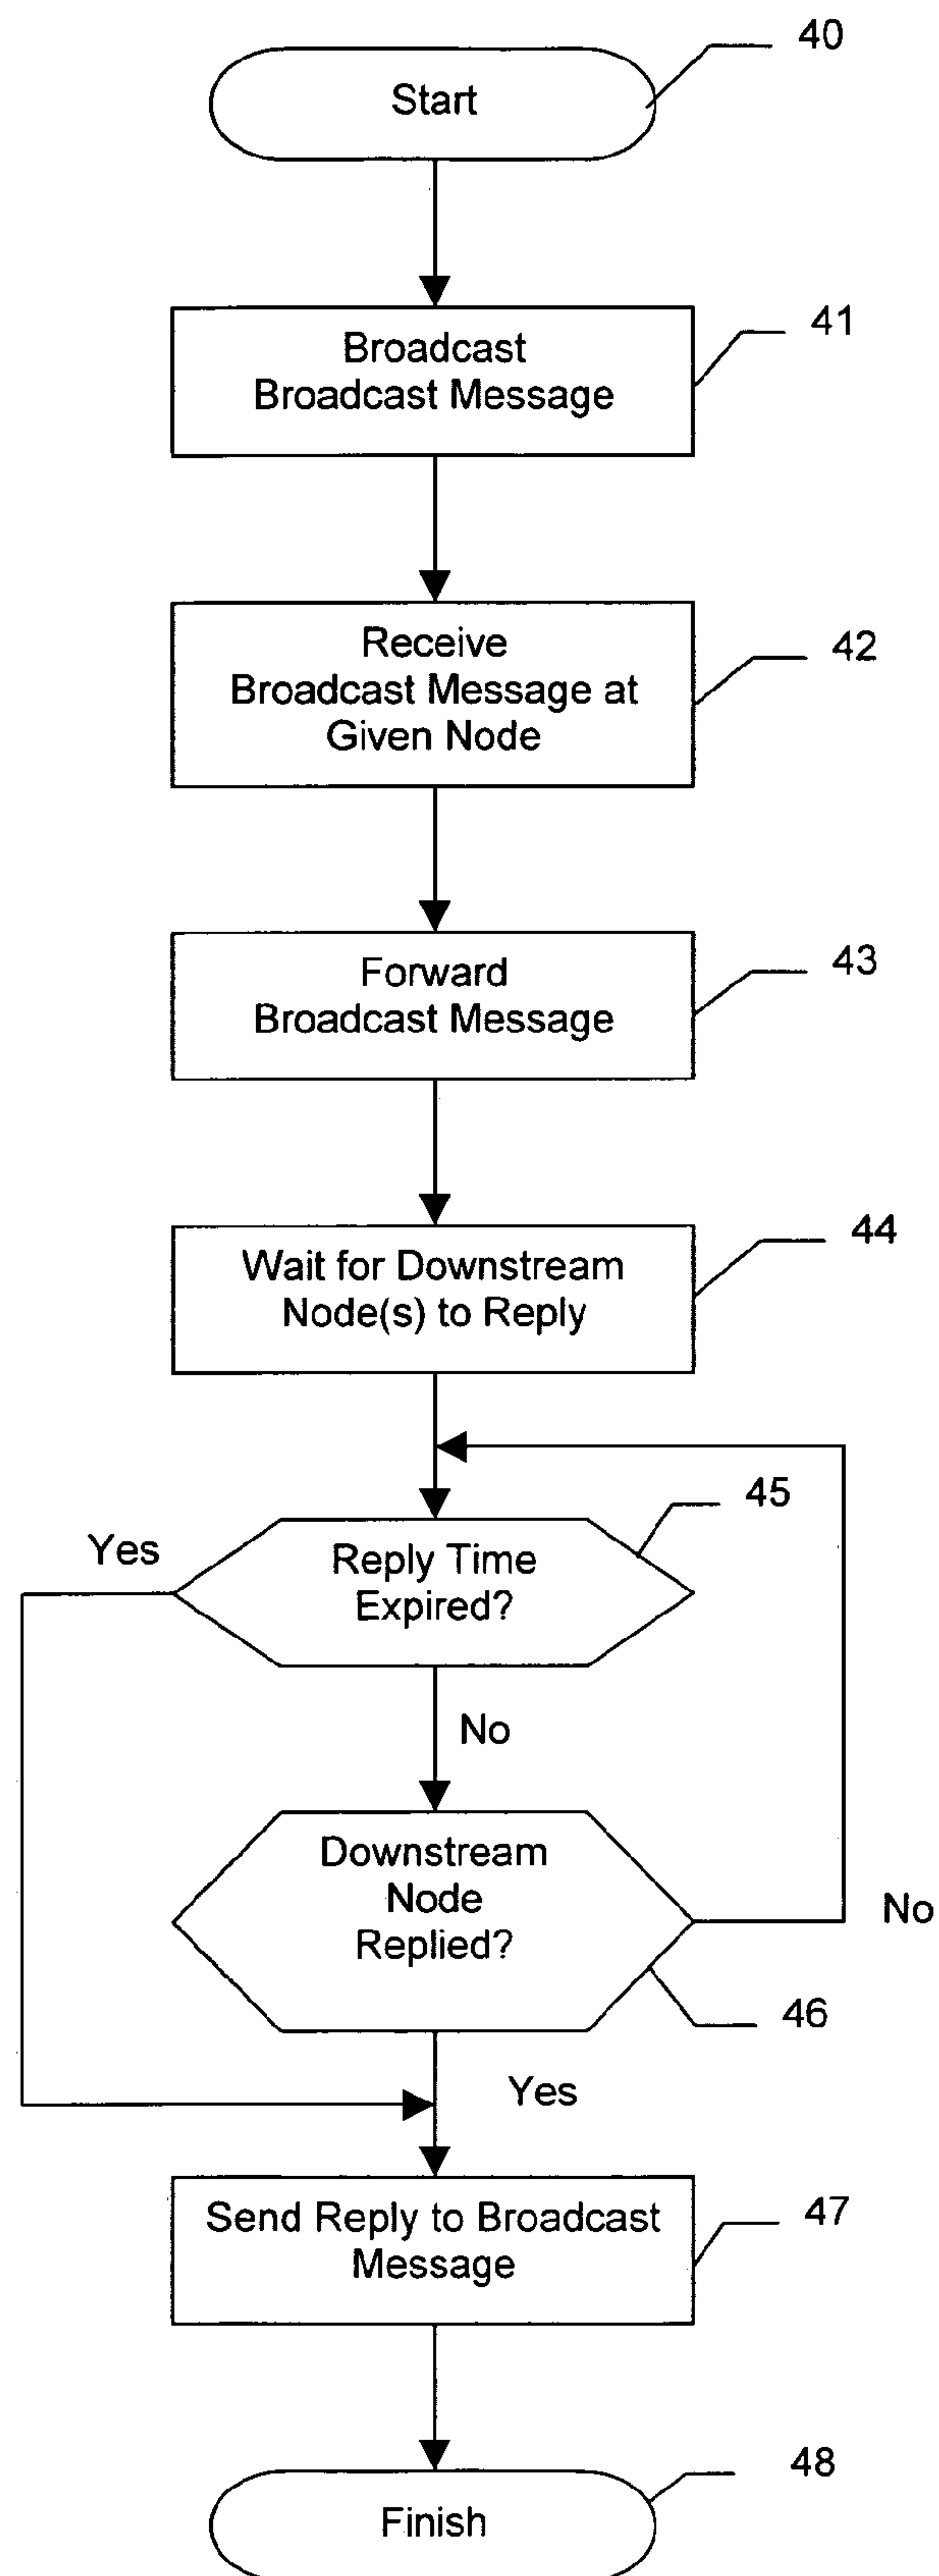 40
Start
41
Broadcast
Broadcast Message
42
Receive
Broadcast Message at
Given Node
43
Forward
Broadcast Message
44
Wait for Downstream
Node(s) to Reply
45
Yes
Reply Time
Expired?
No
Downstream
Node
Replied?
No
46
Yes
47
Send Reply to Broadcast
Message
48
Finish